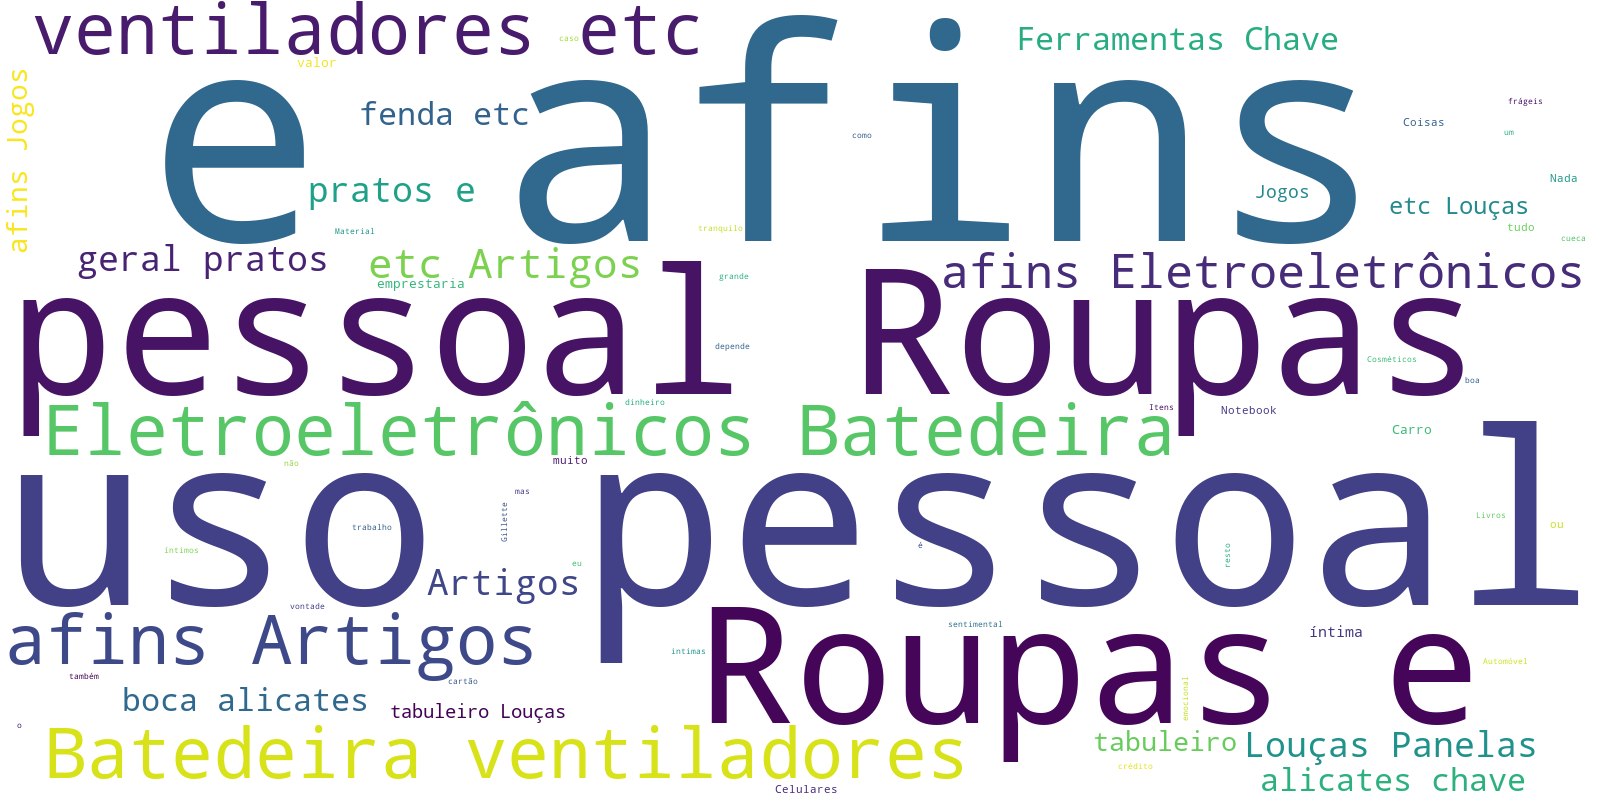 ventiladores etc
caso
Ferramentas Chave
valor
afins Jogos
e afins
fenda etc
como
frágeis
Coisas
um
pratos e
Jogos
Nada
etc Louças
Material
tranquilo
tudo
cueca
geral pratos
etc Artigos
emprestaria
grande
afins Eletroeletrônicos
pessoal Roupas
depende
Cosméticos
boa
dinheiro
Itens
Notebook
Eletroeletrônicos Batedeira
Carro
não
muito
uso pessoal
mas
Gillette
trabalho
Livros
ou
íntimos
é
resto
eu
Artigos
vontade
afins Artigos
Roupas e
sentimental
íntima
intimas
Automóvel
também
cartão
emocional
boca alicates
tabuleiro Louças
o
Batedeira ventiladores
tabuleiro
Louças Panelas
crédito
alicates chave
Celulares